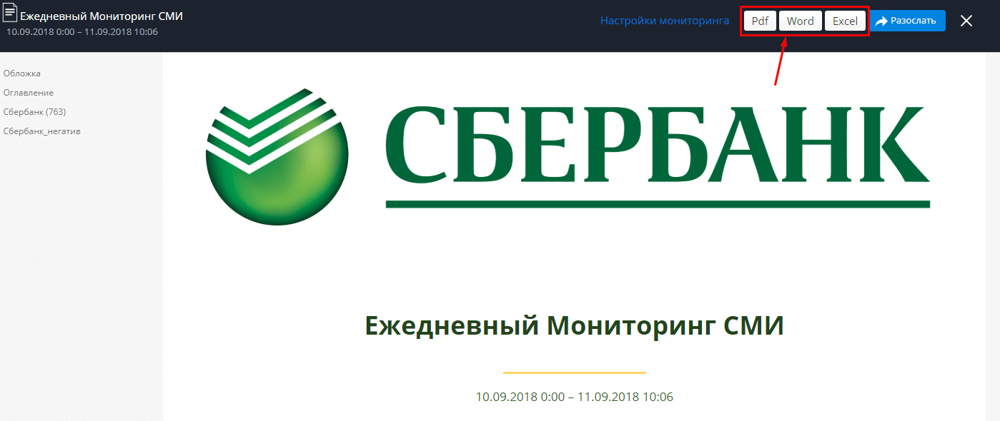 Ежедневный Мониторинг СМИ
10.09.2018 0:00 – 11.09.2018 10:06
Настройки мониторинга
Pdf
Word
Excel
Разослать
Обложка
Оглавление
Сбербанк (763)
Сбербанк_негатив
СБЕРБАНК
Ежедневный Мониторинг СМИ
10.09.2018 0:00 – 11.09.2018 10:06